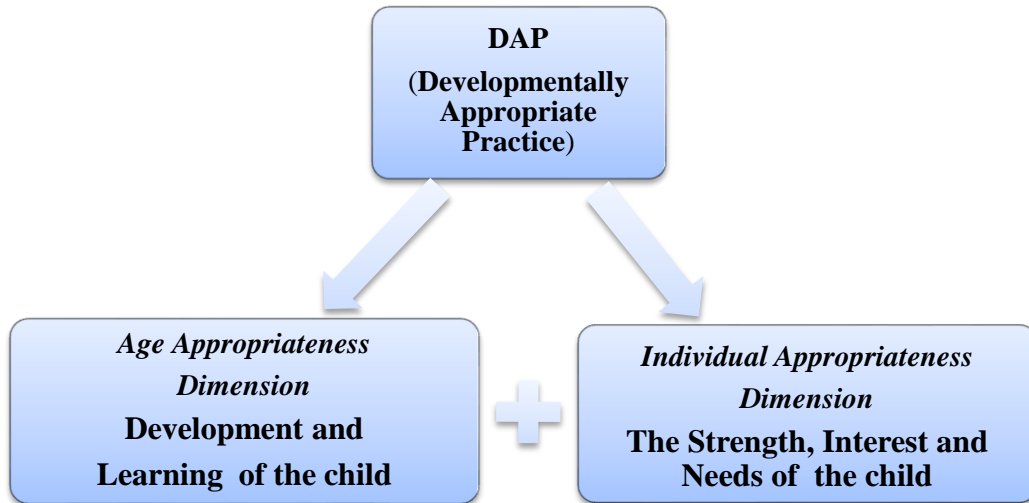 DAP
(Developmentally
Appropriate
Practice)
Age Appropriateness
Dimension
Development and
Learning of the child
Individual Appropriateness
Dimension
The Strength, Interest and
Needs of the child